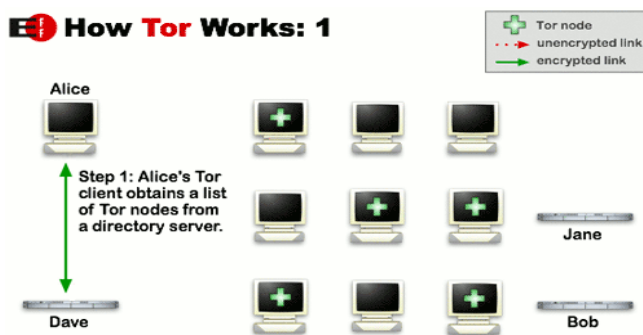 EFF How Tor Works: 1
Tor node
unencrypted link
encrypted link
Alice
Step 1: Alice's Tor
client obtains a list
of Tor nodes from
a directory server.
Jane
Dave
Bob